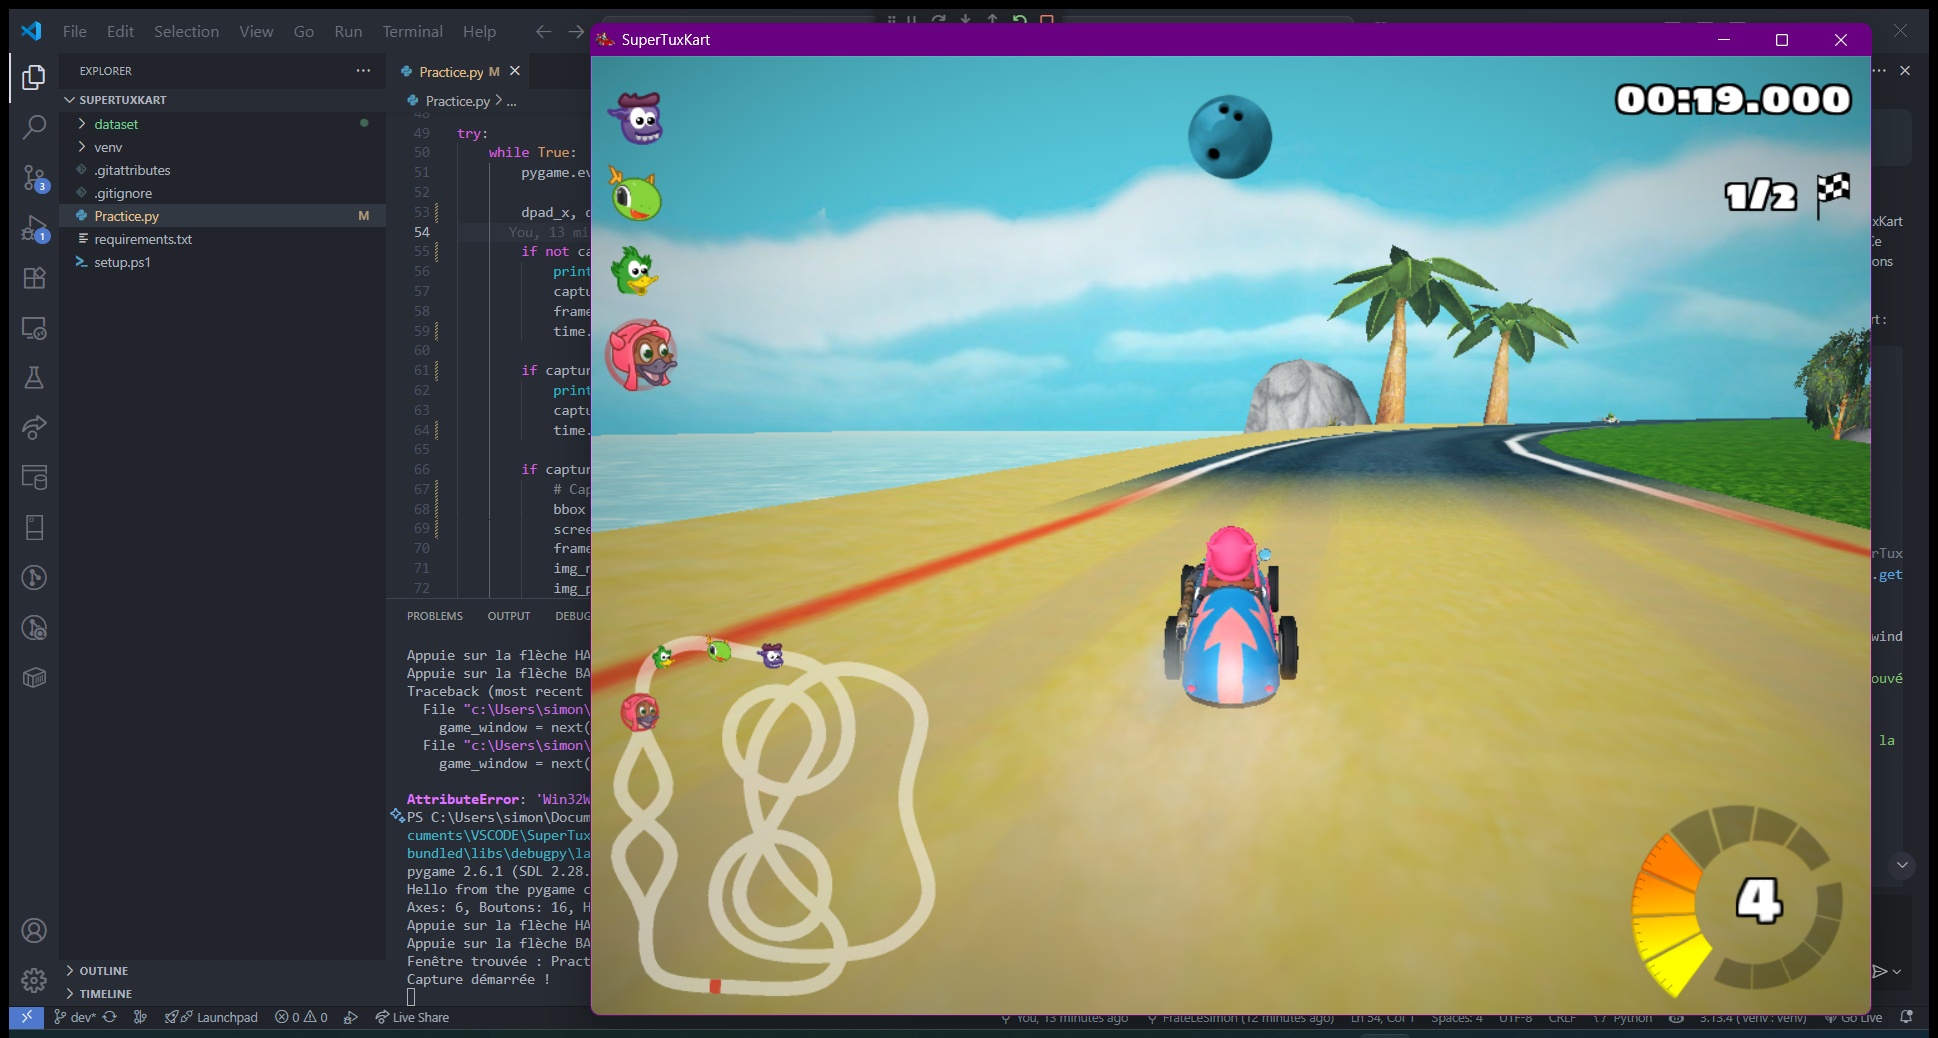 File Edit Selection View Go Run Terminal Help
SuperTuxKart
EXPLORER
SUPERTUXKART
dataset
venv
.gitattributes
.gitignore
Practice.py M
requirements.txt
setup.ps1
OUTLINE
TIMELINE
3
1
Practice.py M
Practice.py > ...
48
49 try:
50 while True:
51 pygame.ev
52
53 dpad_x, d
54 You, 13 mi
55 if not ca
56 print
57 captu
58 frame
59 time.
60
61 if captur
62 print
63 captu
64 time.
65
66 if captur
67 # Cap
68 bbox
69 scree
70 frame
71 img_r
72 img_p
PROBLEMS OUTPUT DEBUG
Appuie sur la flèche HA
Appuie sur la flèche BA
Traceback (most recent
File "c:\Users\simon\
game_window = next(
File "c:\Users\simon\
game_window = next(
AttributeError: 'Win32W
PS C:\Users\simon\Docum
cuments\VSCODE\SuperTux
bundled\libs\debugpy\la
pygame 2.6.1 (SDL 2.28.
Hello from the pygame c
Axes: 6, Boutons: 16, H
Appuie sur la flèche HA
Appuie sur la flèche BA
Fenêtre trouvée : Pract
Capture démarrée !
00:19.000
1/2
4
xKart
ons
rt:
rTux
.get
wind
ouvé
la
dev* Launchpad 0 0 Live Share
You, 13 minutes ago FrateLeSimon (12 minutes ago) Ln 54, Col 1 Spaces: 4 UTF-8 CRLF Python 3.13.4 (venv: venv) Go Live